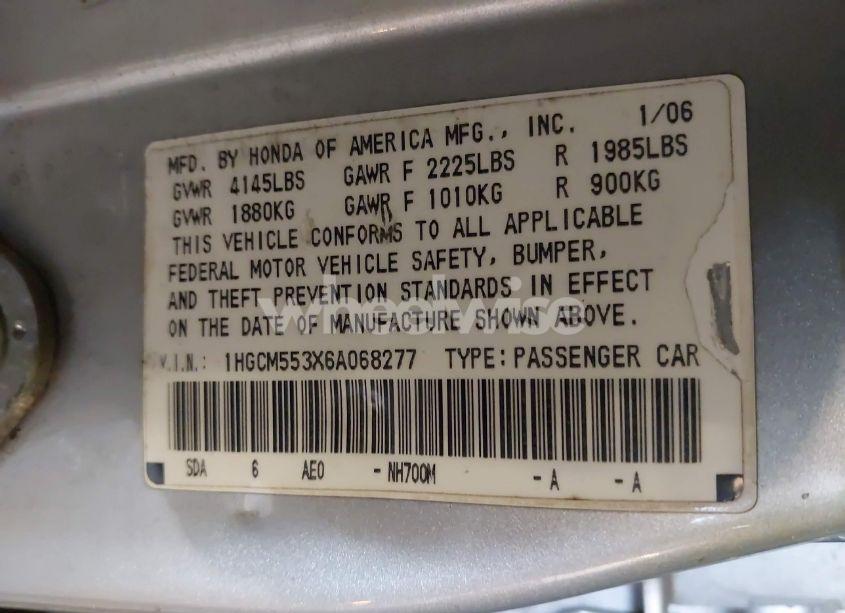 MFD. BY HONDA OF AMERICA MFG., INC. 1/06
GVWR 4145LBS GAWR F 2225LBS R 1985LBS
GVWR 1880KG GAWR F 1010KG R 900KG
THIS VEHICLE CONFORMS TO ALL APPLICABLE
FEDERAL MOTOR VEHICLE SAFETY, BUMPER,
AND THEFT PREVENTION STANDARDS IN EFFECT
ON THE DATE OF MANUFACTURE SHOWN ABOVE.
wheelwise
V.I.N.: 1HGCM553X6A068277 TYPE: PASSENGER CAR
SDA 6 AEO - NH700M - A - A